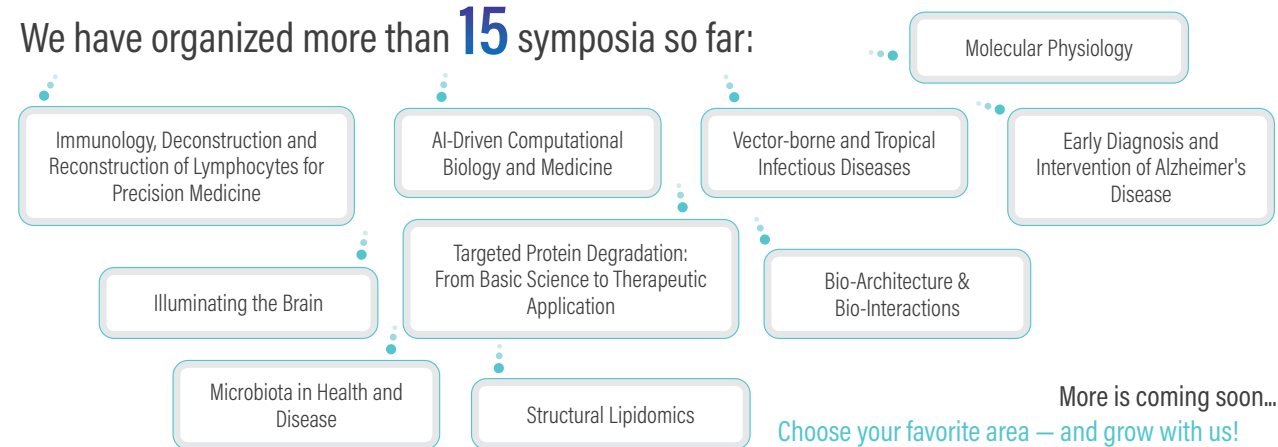 We have organized more than 15 symposia so far:
Molecular Physiology
Immunology, Deconstruction and
Reconstruction of Lymphocytes for
Precision Medicine
AI-Driven Computational
Biology and Medicine
Vector-borne and Tropical
Infectious Diseases
Early Diagnosis and
Intervention of Alzheimer's
Disease
Illuminating the Brain
Targeted Protein Degradation:
From Basic Science to Therapeutic
Application
Bio-Architecture &
Bio-Interactions
Microbiota in Health and
Disease
Structural Lipidomics
More is coming soon...
Choose your favorite area — and grow with us!